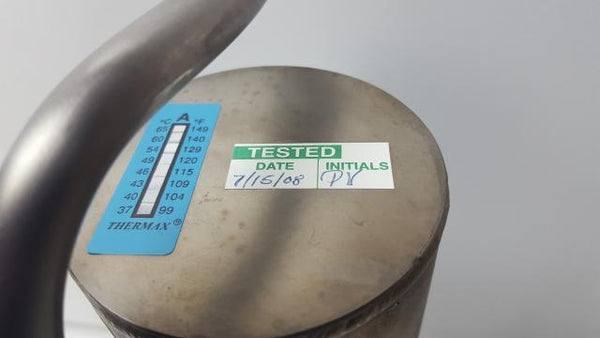 °C A °F
65 149
60 140
54 129
49 120
46 115
43 109
40 104
37 99
THERMAX®
TESTED
DATE INITIALS
7/15/08 PV